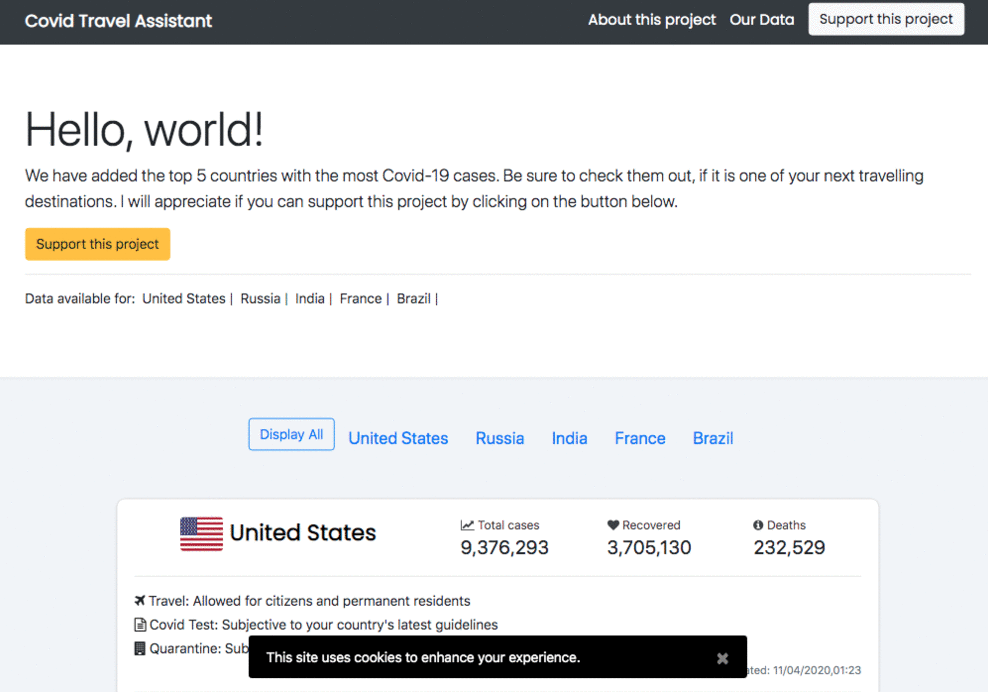 Covid Travel Assistant
About this project Our Data Support this project
Hello, world!
We have added the top 5 countries with the most Covid-19 cases. Be sure to check them out, if it is one of your next travelling
destinations. I will appreciate if you can support this project by clicking on the button below.
Support this project
Data available for: United States | Russia | India | France | Brazil |
Display All United States Russia India France Brazil
United States
Total cases Recovered Deaths
9,376,293 3,705,130 232,529
Travel: Allowed for citizens and permanent residents
Covid Test: Subjective to your country's latest guidelines
Quarantine:
This site uses cookies to enhance your experience. ✖
11/04/2020,01:23